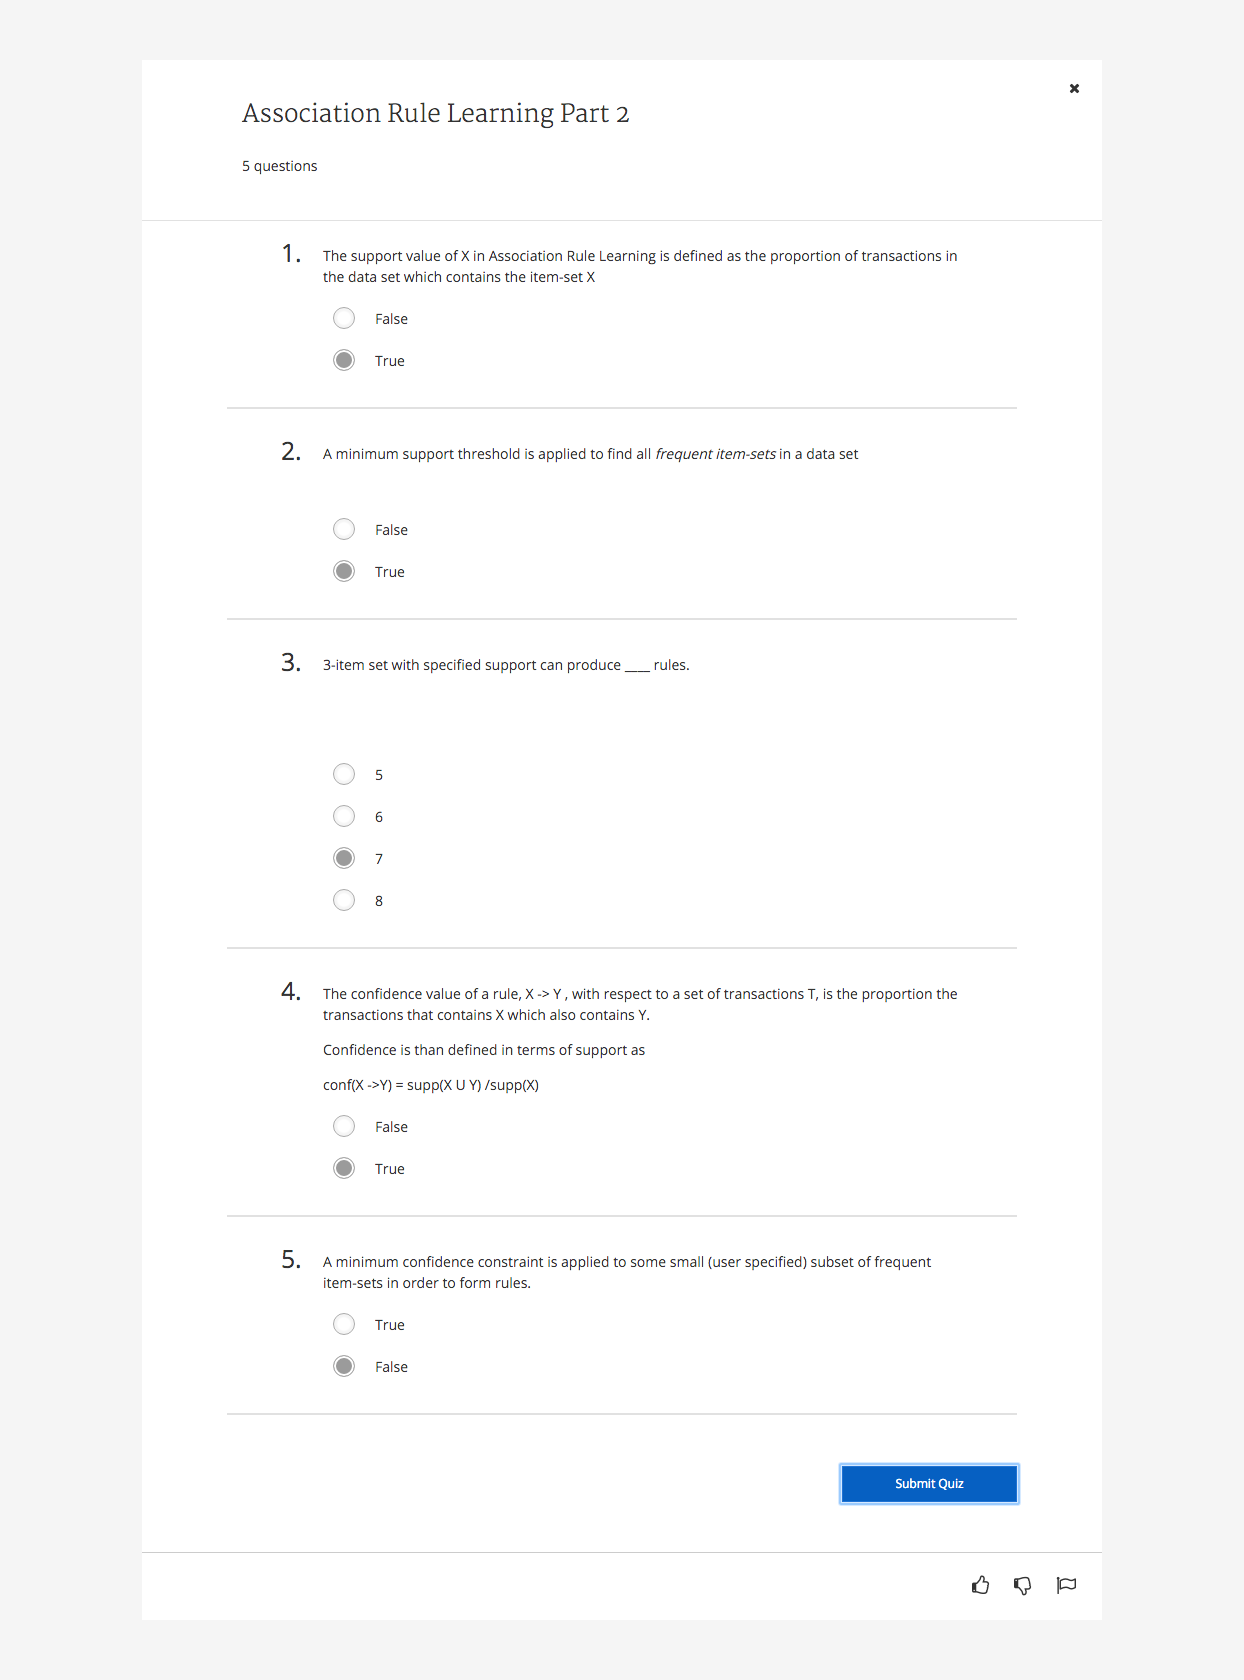 Association Rule Learning Part 2
5 questions
1.
The support value of X in Association Rule Learning is defined as the proportion of transactions in
the data set which contains the item-set X
False
True
2.
A minimum support threshold is applied to find all frequent item-sets in a data set
False
True
3.
3-item set with specified support can produce ____ rules.
5
6
7
8
4.
The confidence value of a rule, X -> Y , with respect to a set of transactions T, is the proportion the
transactions that contains X which also contains Y.
Confidence is than defined in terms of support as
conf(X ->Y) = supp(X U Y) /supp(X)
False
True
5.
A minimum confidence constraint is applied to some small (user specified) subset of frequent
item-sets in order to form rules.
True
False
Submit Quiz